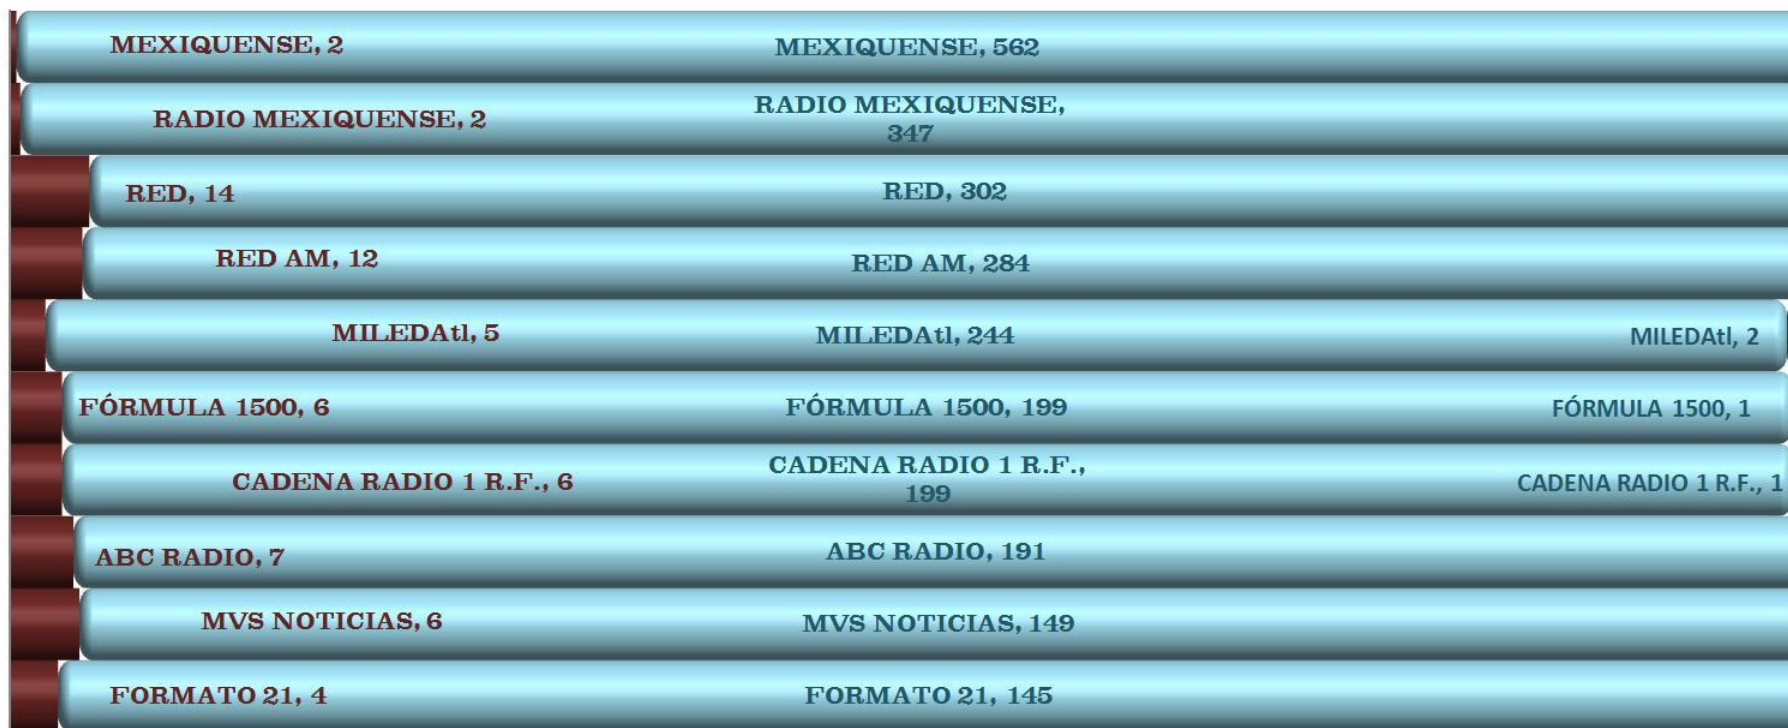 MEXIQUENSE, 2
MEXIQUENSE, 562
RADIO MEXIQUENSE, 2
RADIO MEXIQUENSE,
347
RED, 14
RED, 302
RED AM, 12
RED AM, 284
MILEDAtl, 5
MILEDAtl, 244
MILEDAtl, 2
FÓRMULA 1500, 6
FÓRMULA 1500, 199
FÓRMULA 1500, 1
CADENA RADIO 1 R.F., 6
CADENA RADIO 1 R.F.,
199
CADENA RADIO 1 R.F., 1
ABC RADIO, 7
ABC RADIO, 191
MVS NOTICIAS, 6
MVS NOTICIAS, 149
FORMATO 21, 4
FORMATO 21, 145